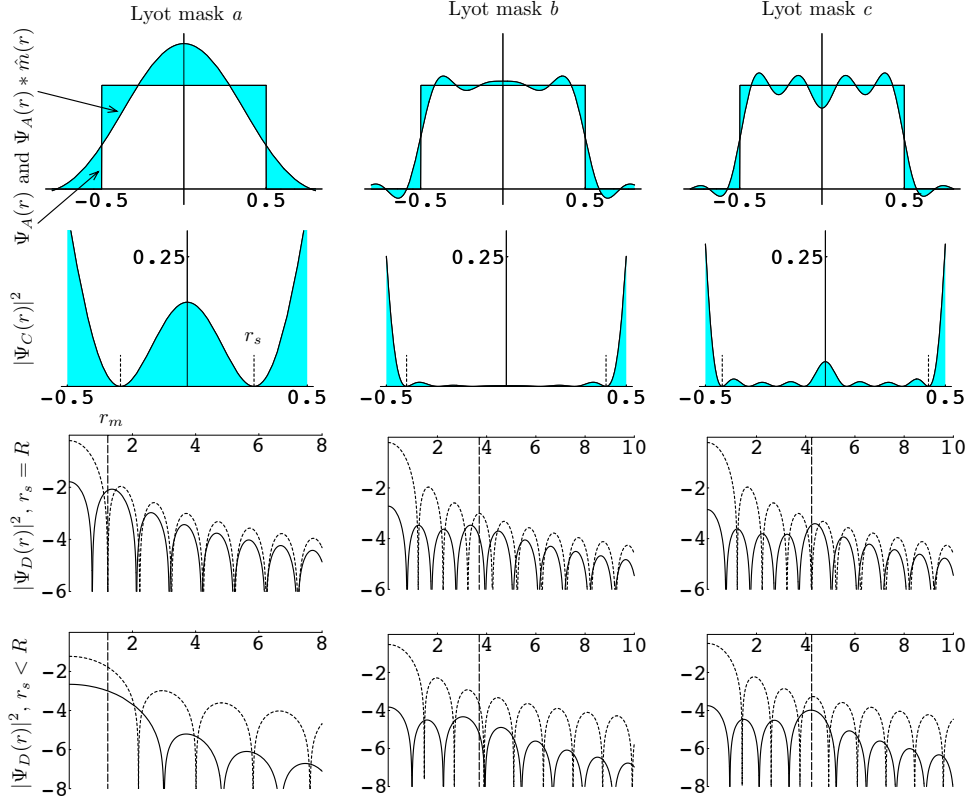 Lyot mask a Lyot mask b Lyot mask c
Ψ_A(r) and Ψ_A(r) * m̂(r)
−0.5 0.5 −0.5 0.5 −0.5 0.5
|Ψ_C(r)|²
0.25 0.25 0.25
r_s
−0.5 0.5 −0.5 0.5 −0.5 0.5
r_m
|Ψ_D(r)|², r_s = R
2 4 6 8 2 4 6 8 10 2 4 6 8 10
−2 −2 −2
−4 −4 −4
−6 −6 −6
|Ψ_D(r)|², r_s < R
2 4 6 8 2 4 6 8 10 2 4 6 8 10
−2 −2 −2
−4 −4 −4
−6 −6 −6
−8 −8 −8